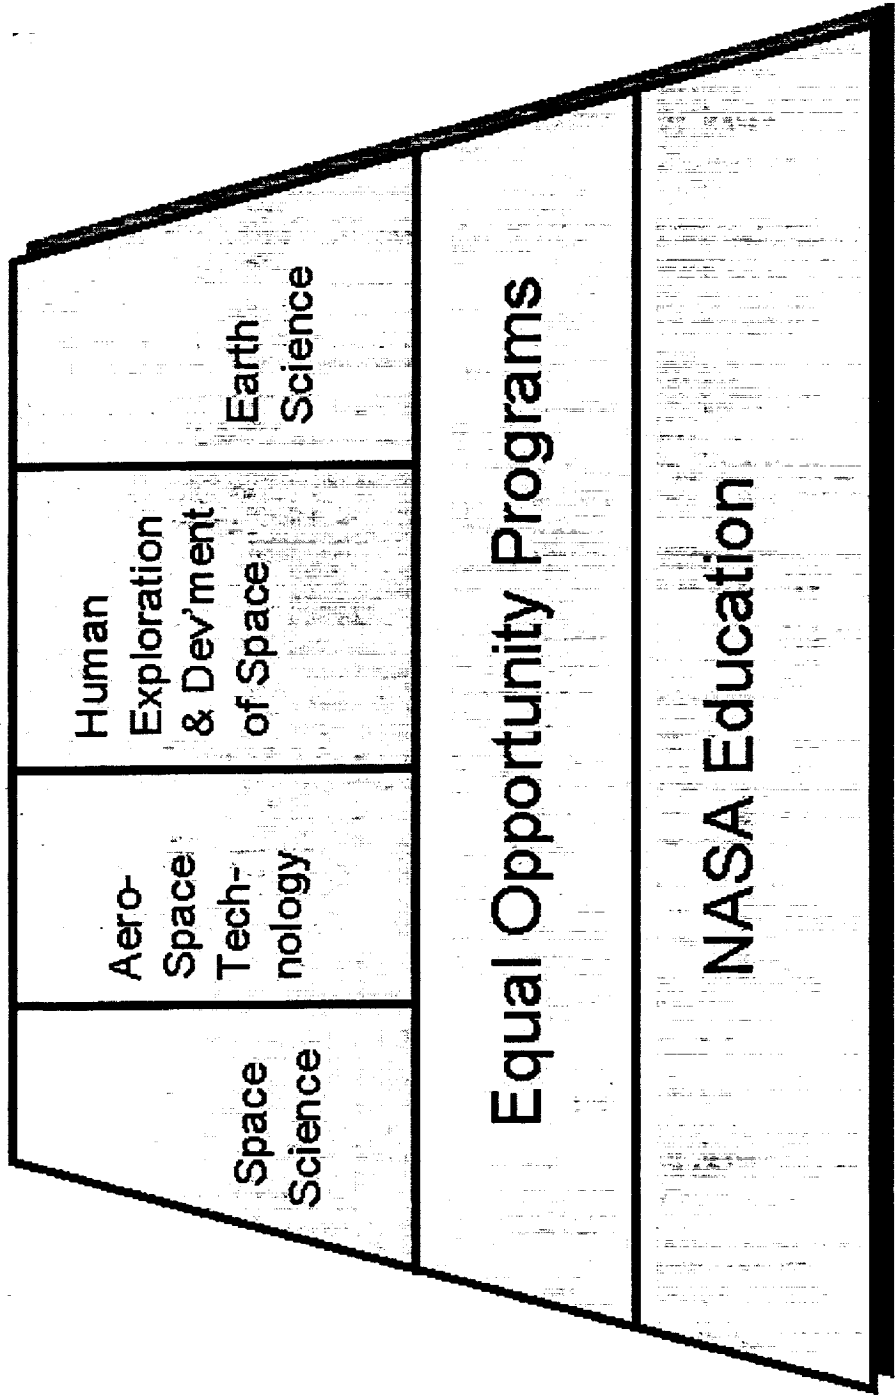 Space
Science
Aero-
Space
Tech-
nology
Human
Exploration
& Dev'ment
of Space
Earth
Science
Equal Opportunity Programs
NASA Education